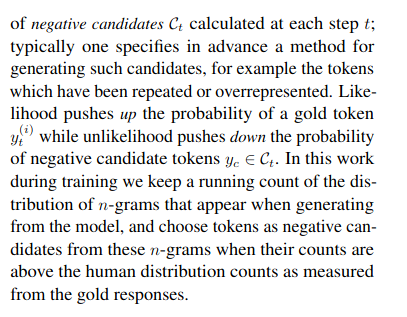 of negative candidates 𝒞ₜ calculated at each step t;
typically one specifies in advance a method for
generating such candidates, for example the tokens
which have been repeated or overrepresented. Like-
lihood pushes up the probability of a gold token
yₜ⁽ⁱ⁾ while unlikelihood pushes down the probability
of negative candidate tokens y_c ∈ 𝒞ₜ. In this work
during training we keep a running count of the dis-
tribution of n-grams that appear when generating
from the model, and choose tokens as negative can-
didates from these n-grams when their counts are
above the human distribution counts as measured
from the gold responses.